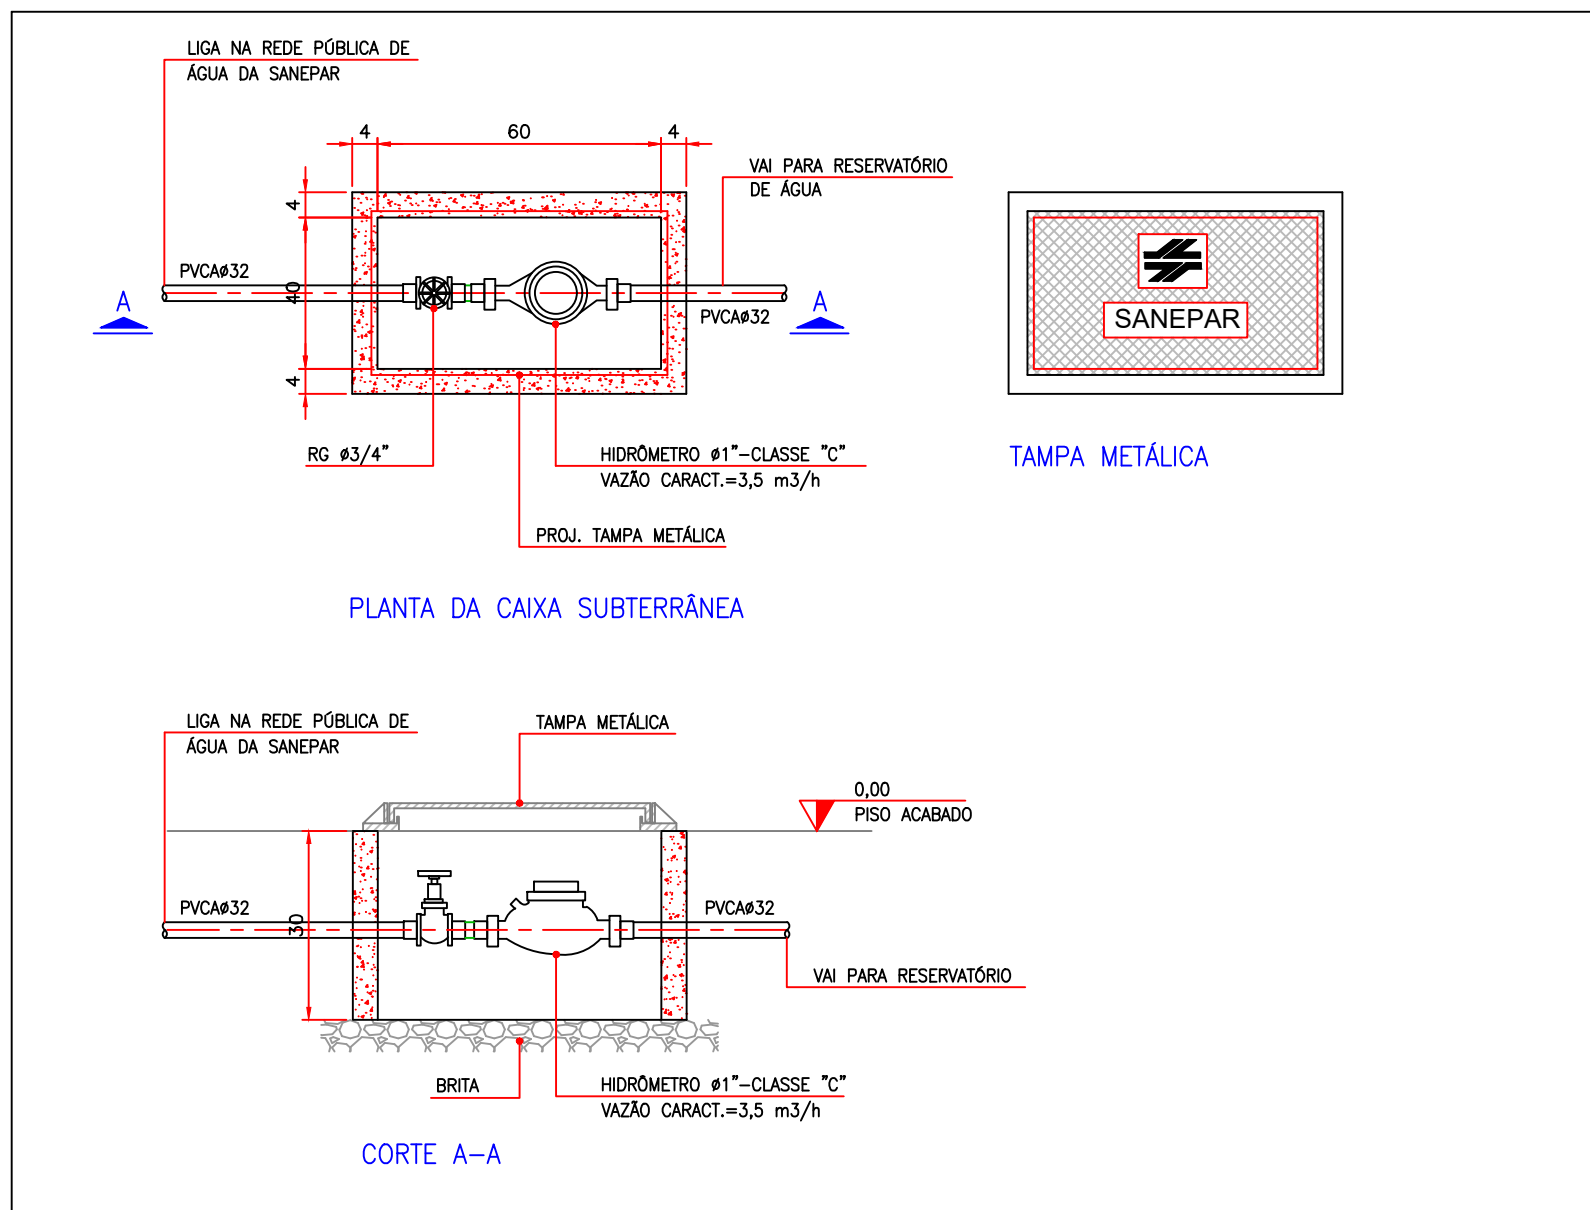 LIGA NA REDE PÚBLICA DE
ÁGUA DA SANEPAR
4
60
4
VAI PARA RESERVATÓRIO
DE ÁGUA
4
PVCAø32
40
A
A
PVCAø32
4
SANEPAR
RG ø3/4"
HIDRÔMETRO ø1"-CLASSE "C"
VAZÃO CARACT.=3,5 m3/h
TAMPA METÁLICA
PROJ. TAMPA METÁLICA
PLANTA DA CAIXA SUBTERRÂNEA
LIGA NA REDE PÚBLICA DE
ÁGUA DA SANEPAR
TAMPA METÁLICA
0,00
PISO ACABADO
PVCAø32
PVCAø32
30
VAI PARA RESERVATÓRIO
BRITA
HIDRÔMETRO ø1"-CLASSE "C"
VAZÃO CARACT.=3,5 m3/h
CORTE A-A